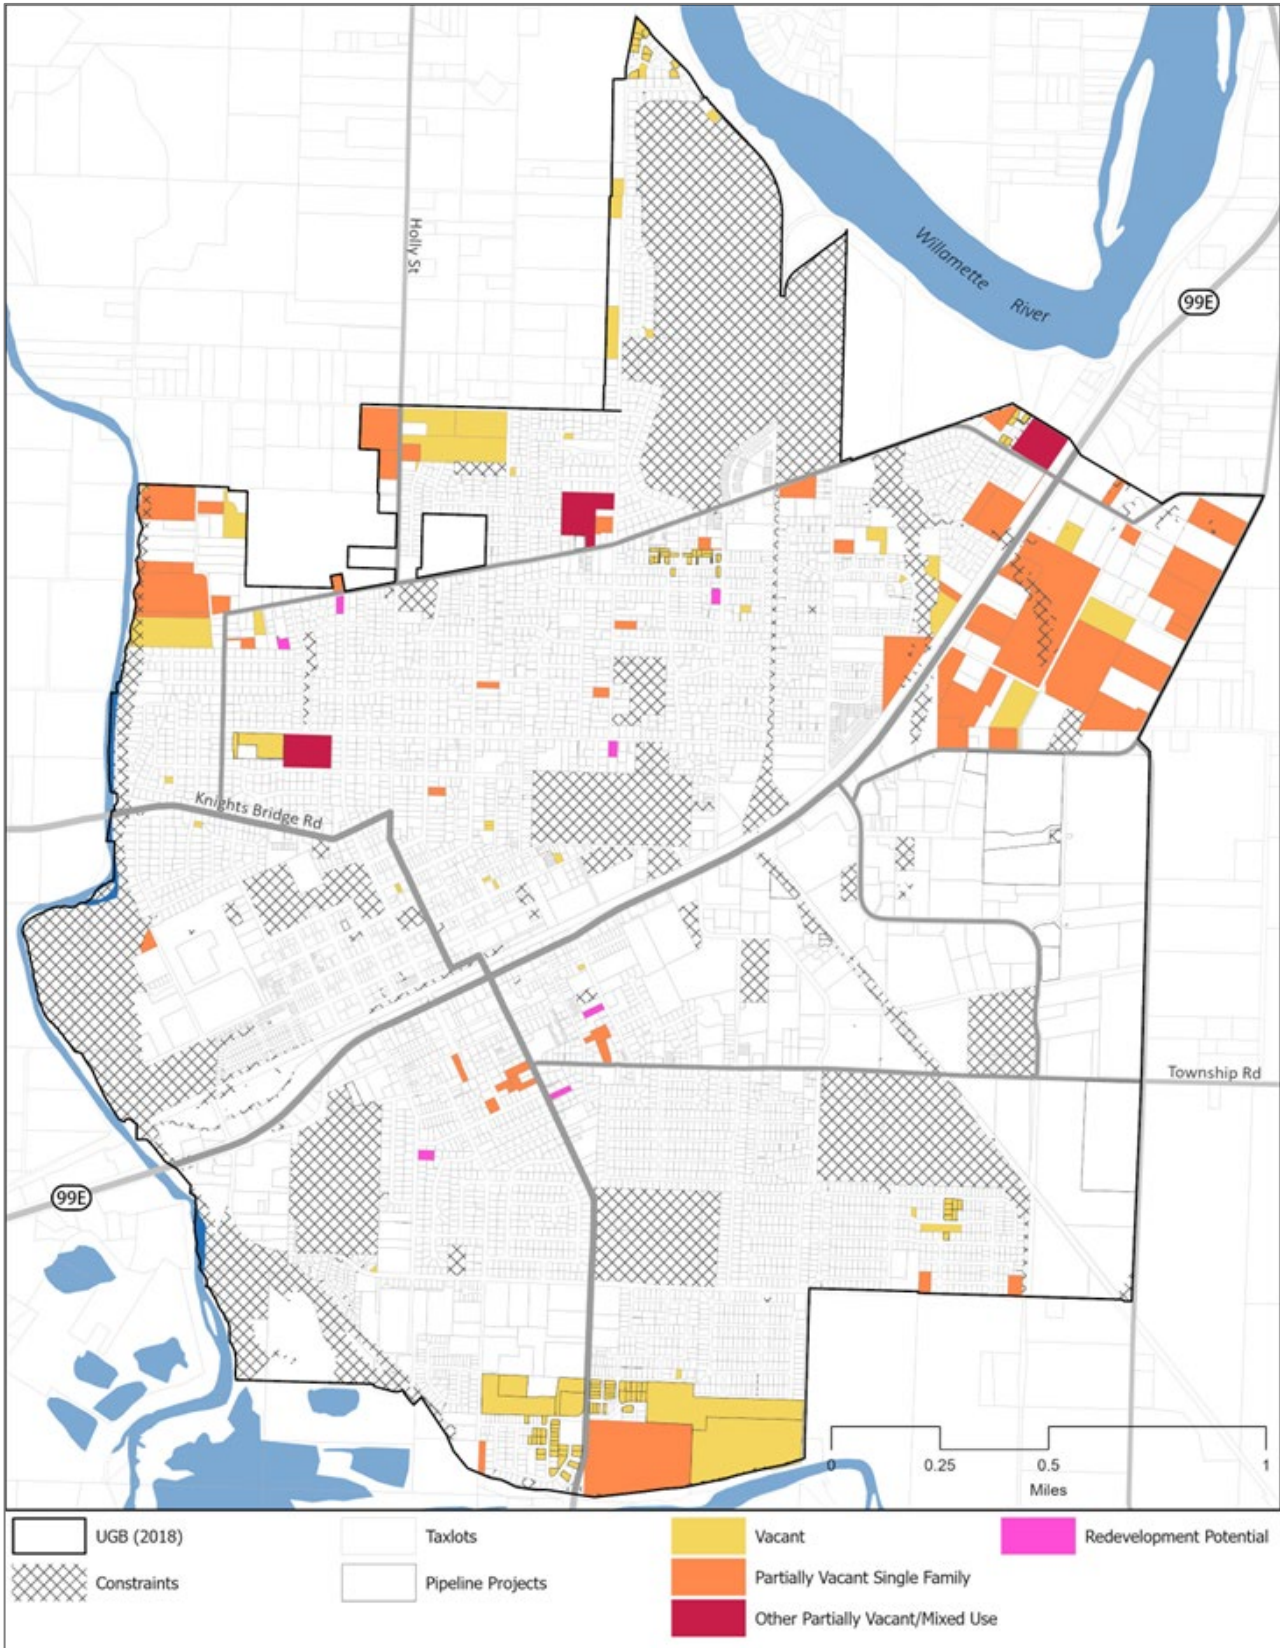 Holly St
Willamette
River
99E
Knights Bridge Rd
Township Rd
99E
0
0.25
0.5
1
Miles
UGB (2018)
Taxlots
Vacant
Redevelopment Potential
Constraints
Pipeline Projects
Partially Vacant Single Family
Other Partially Vacant/Mixed Use